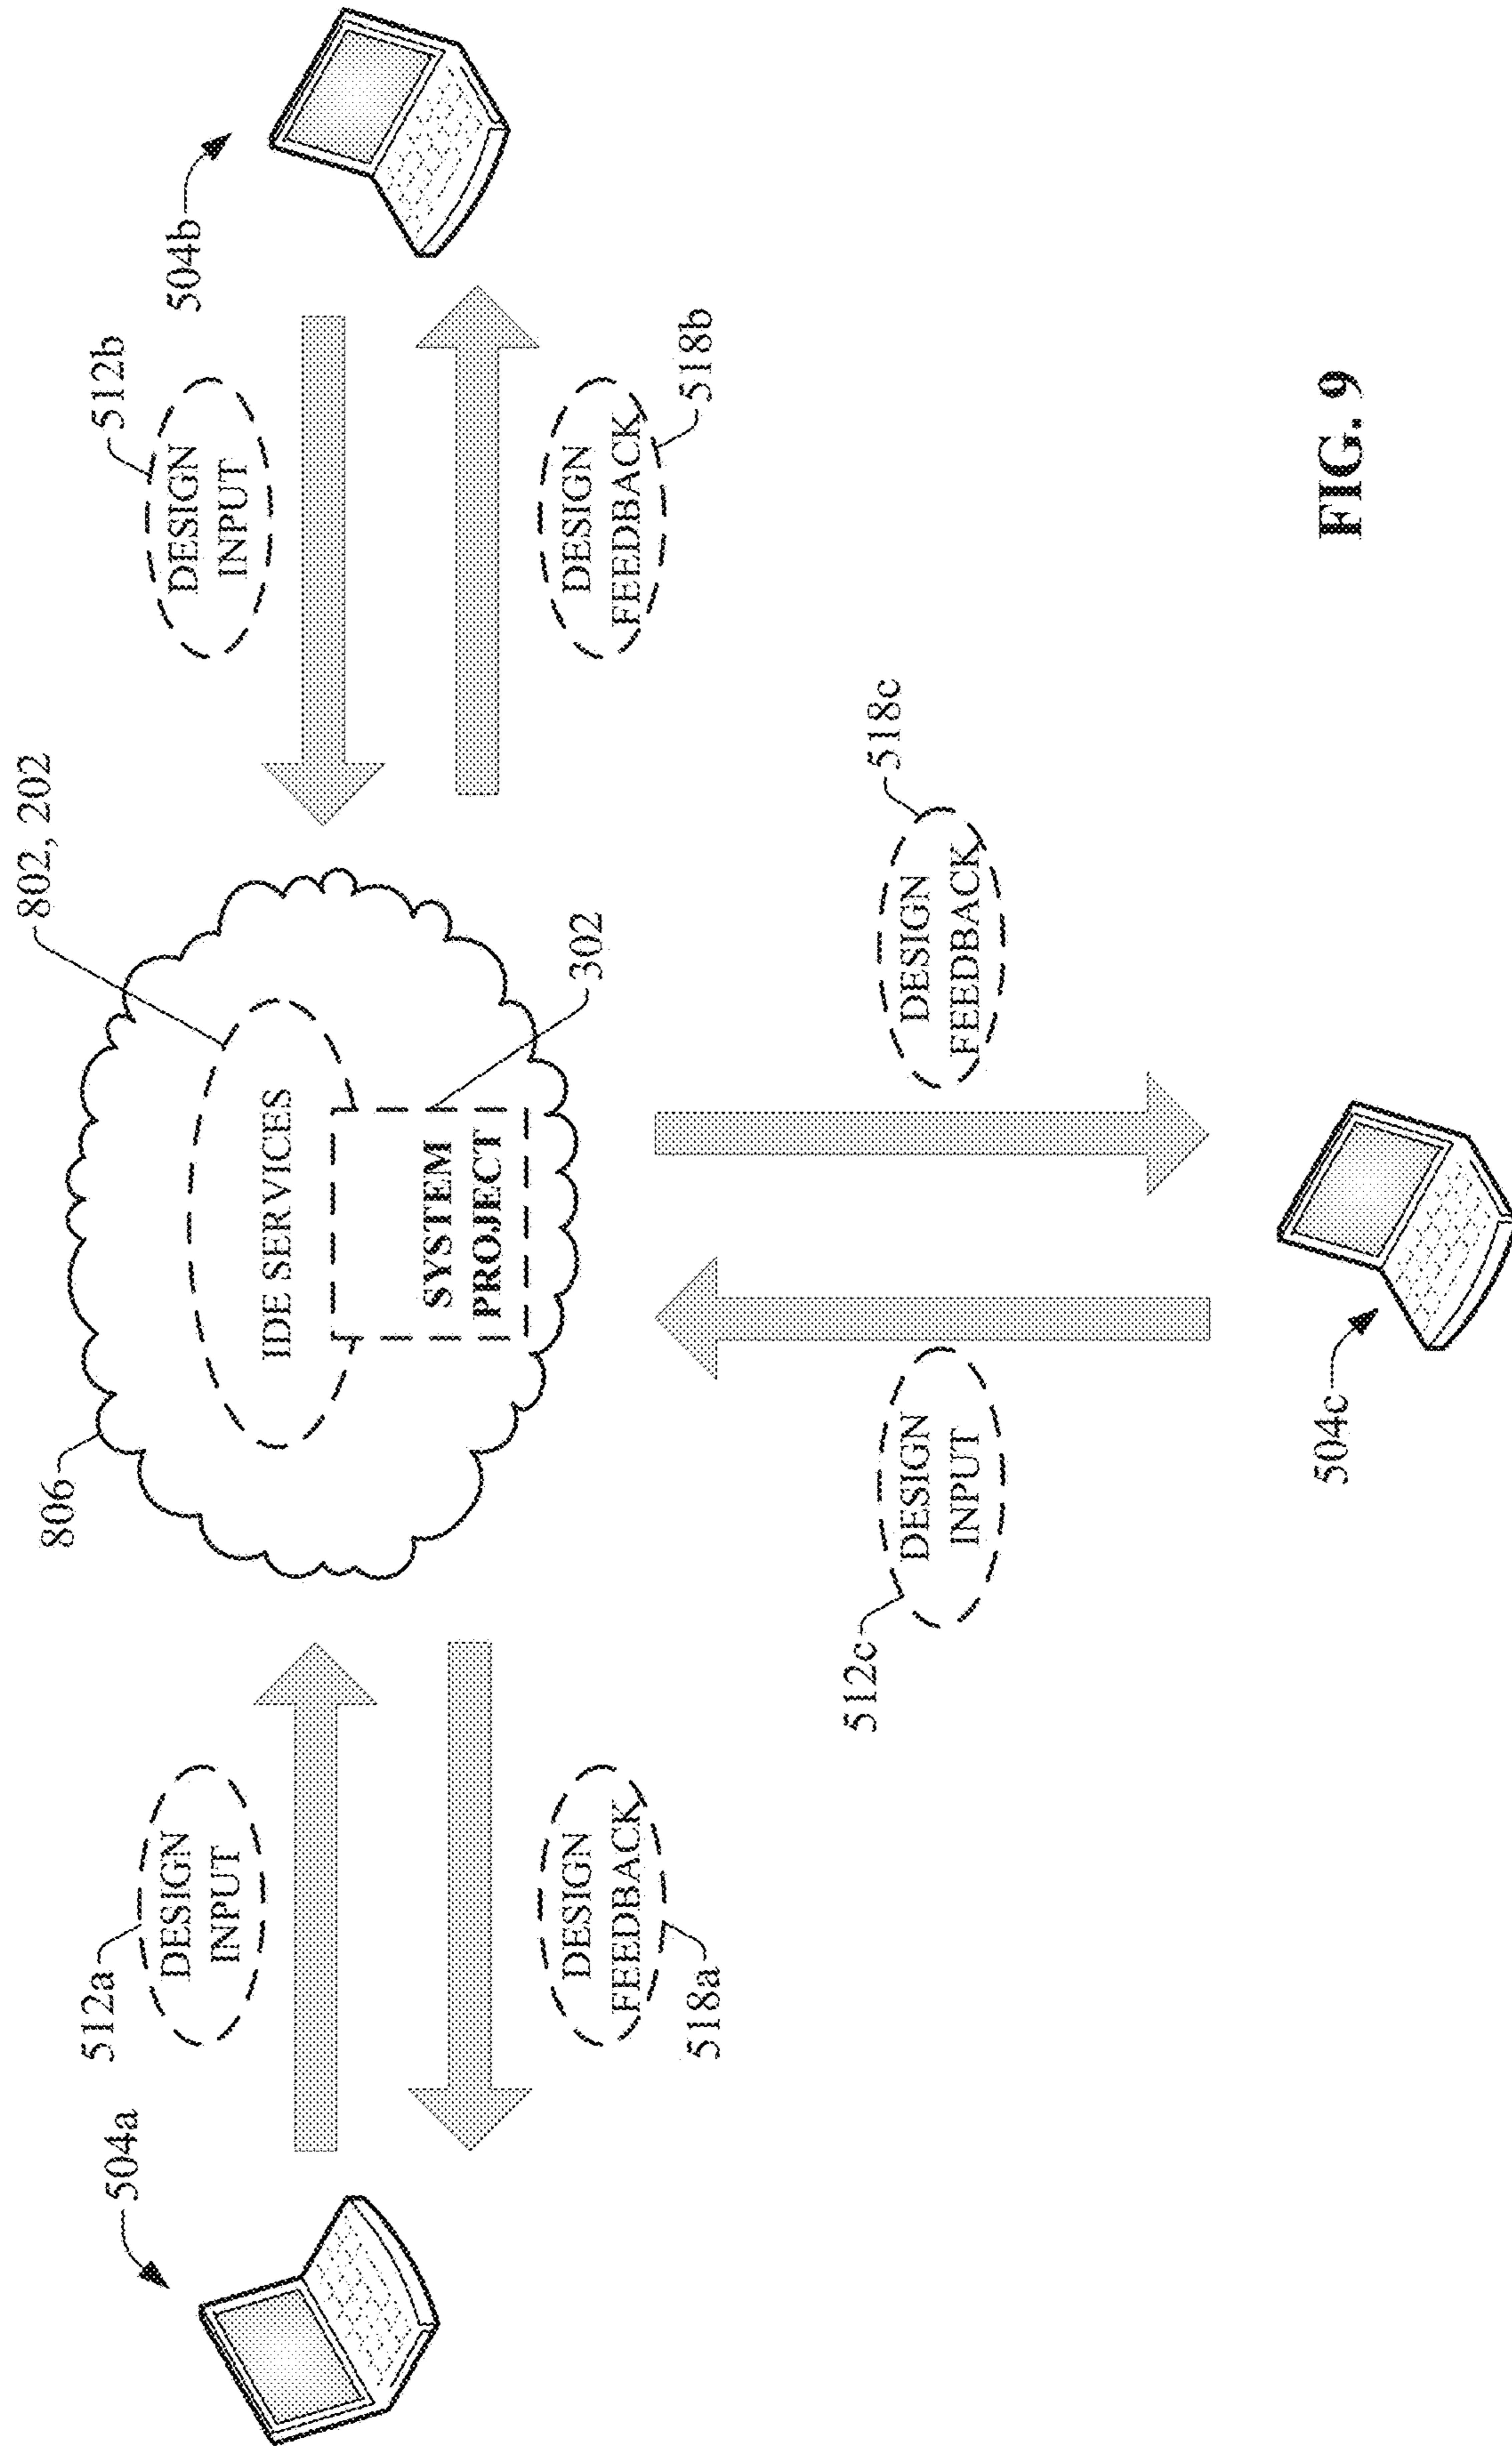 802, 202
806
IDE SERVICES
SYSTEM
PROJECT
302
504a
512a
DESIGN
INPUT
DESIGN
FEEDBACK
518a
512b
DESIGN
INPUT
504b
DESIGN
FEEDBACK
518b
512c
DESIGN
INPUT
DESIGN
FEEDBACK
518c
504c
FIG. 9